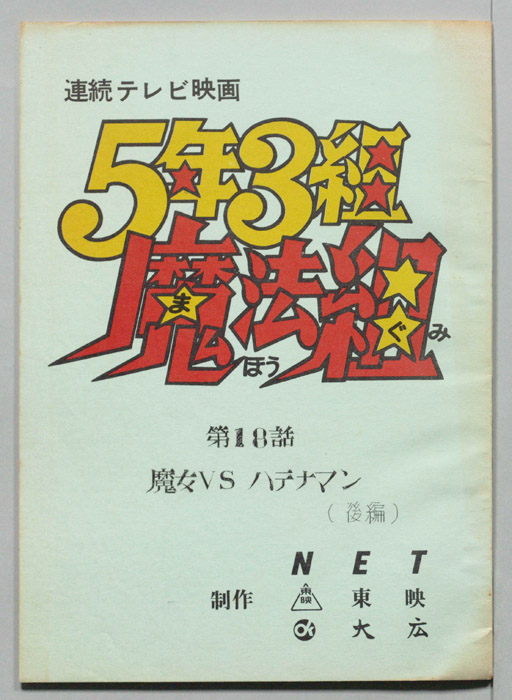 連続テレビ映画
5年3組
魔法組
ま ほう ぐみ
第18話
魔女VS ハテナマン
(後編)
NET
制作 東映 東映
OK 大広